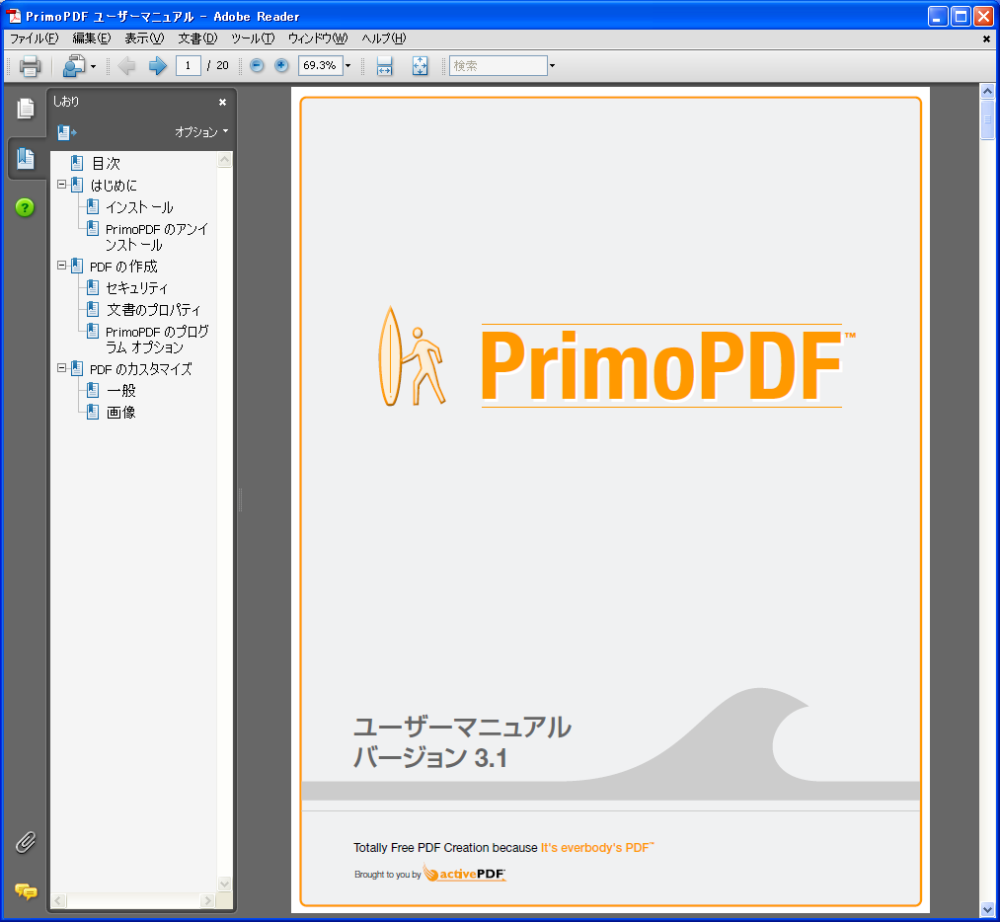 PrimoPDF ユーザーマニュアル - Adobe Reader
ファイル(F) 編集(E) 表示(V) 文書(D) ツール(T) ウィンドウ(W) ヘルプ(H)
1 / 20 69.3% 検索
しおり
オプション
目次
はじめに
インストール
PrimoPDF のアンイ
ンストール
PDF の作成
セキュリティ
文書のプロパティ
PrimoPDF のプログ
ラム オプション
PDF のカスタマイズ
一般
画像
PrimoPDF™
ユーザーマニュアル
バージョン 3.1
Totally Free PDF Creation because It's everbody's PDF™
Brought to you by activePDF